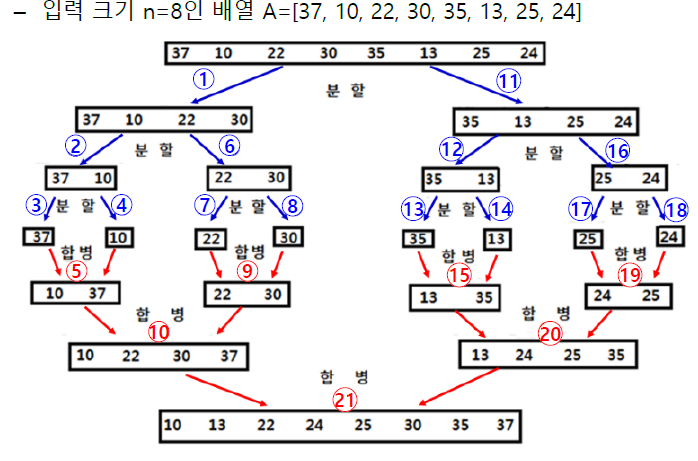 – 입력 크기 n=8인 배열 A=[37, 10, 22, 30, 35, 13, 25, 24]
37 10 22 30 35 13 25 24
① 분 할 ⑪
37 10 22 30 35 13 25 24
② 분 할 ⑥ ⑫ 분 할 ⑯
37 10 22 30 35 13 25 24
③ 분 할 ④ ⑦ 분 할 ⑧ ⑬ 분 할 ⑭ ⑰ 분 할 ⑱
37 10 22 30 35 13 25 24
합병 합병 합병 합병
⑤ ⑨ ⑮ ⑲
10 37 22 30 13 35 24 25
합 병 합 병
⑩ ⑳
10 22 30 37 13 24 25 35
합 병
㉑
10 13 22 24 25 30 35 37